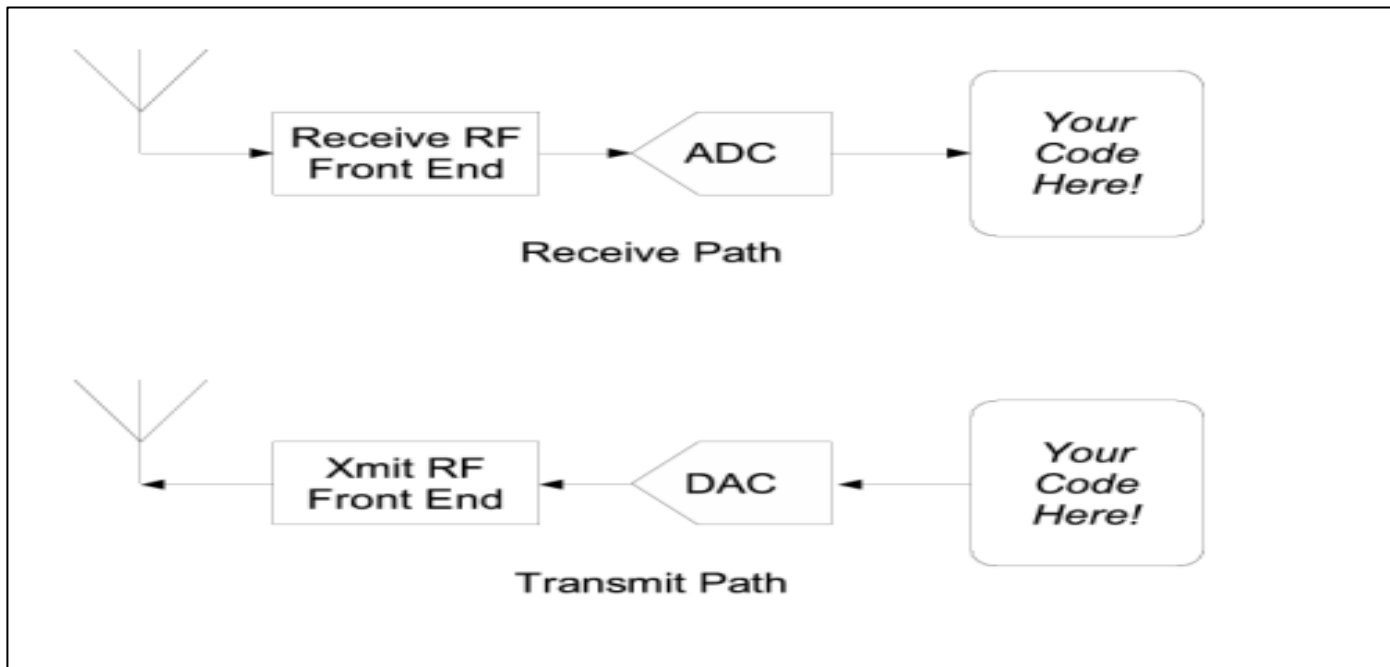 Receive RF
Front End
ADC
Your
Code
Here!
Receive Path
Xmit RF
Front End
DAC
Your
Code
Here!
Transmit Path